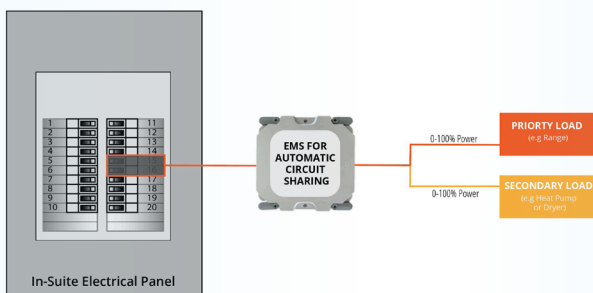 1 11
2 12
3 13
4 14
5
6
7 17
8 18
9 19
10 20
In-Suite Electrical Panel
EMS FOR
AUTOMATIC
CIRCUIT
SHARING
0-100% Power
0-100% Power
PRIORTY LOAD
(e.g Range)
SECONDARY LOAD
(e.g Heat Pump
or Dryer)